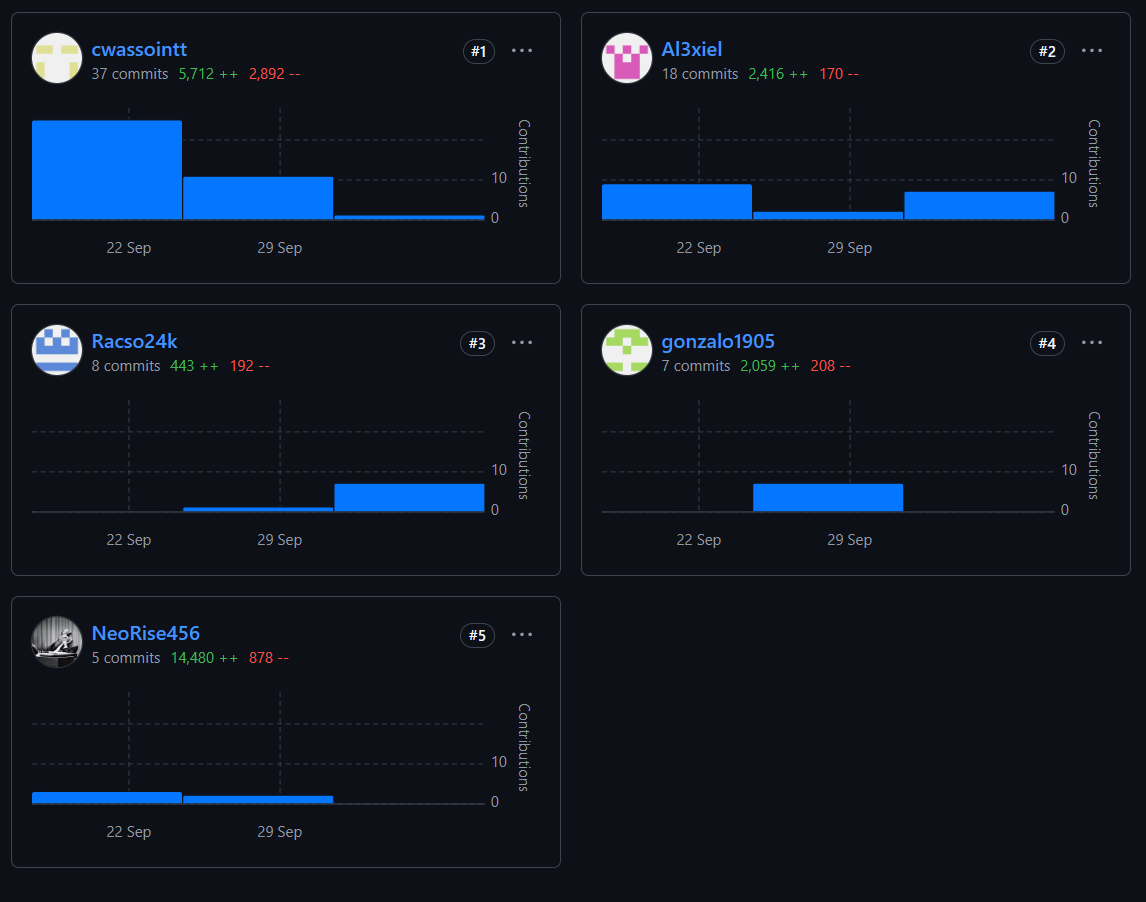 cwassointt #1 ...
37 commits 5,712 ++ 2,892 --
Contributions
10
0
22 Sep 29 Sep
Al3xiel #2 ...
18 commits 2,416 ++ 170 --
Contributions
10
0
22 Sep 29 Sep
Racso24k #3 ...
8 commits 443 ++ 192 --
Contributions
10
0
22 Sep 29 Sep
gonzalo1905 #4 ...
7 commits 2,059 ++ 208 --
Contributions
10
0
22 Sep 29 Sep
NeoRise456 #5 ...
5 commits 14,480 ++ 878 --
Contributions
10
0
22 Sep 29 Sep